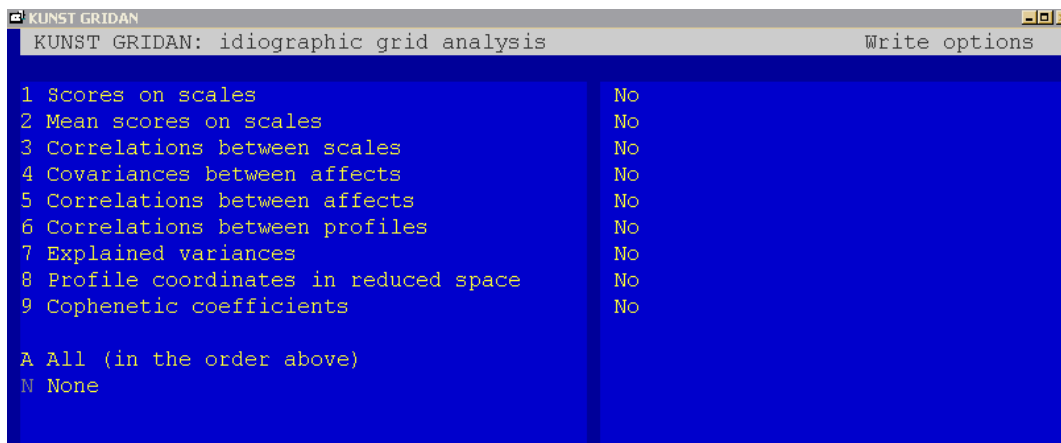 KUNST GRIDAN
KUNST GRIDAN: idiographic grid analysis Write options
1 Scores on scales No
2 Mean scores on scales No
3 Correlations between scales No
4 Covariances between affects No
5 Correlations between affects No
6 Correlations between profiles No
7 Explained variances No
8 Profile coordinates in reduced space No
9 Cophenetic coefficients No
A All (in the order above)
N None